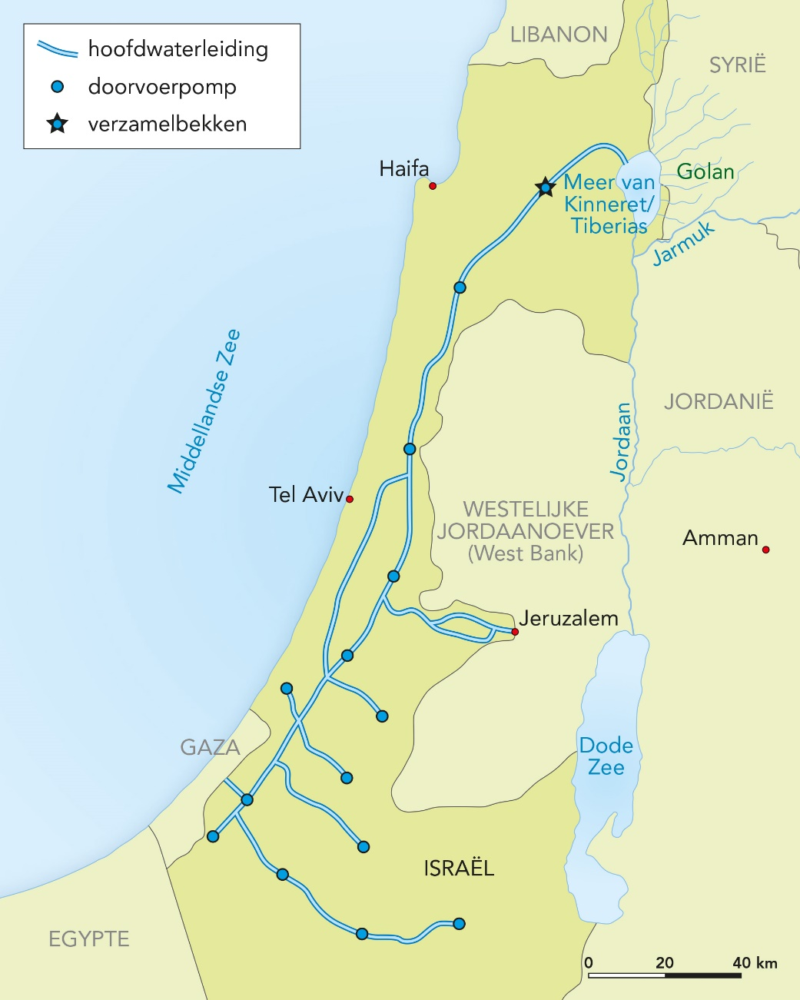 hoofdwaterleiding
doorvoerpomp
verzamelbekken
LIBANON
SYRIË
Haifa
Golan
Meer van
Kinneret/
Tiberias
Jarmuk
Middellandse Zee
JORDANIË
Jordaan
Tel Aviv
WESTELIJKE
JORDAANOEVER
(West Bank)
Amman
Jeruzalem
GAZA
Dode
Zee
ISRAËL
EGYPTE
0 20 40 km